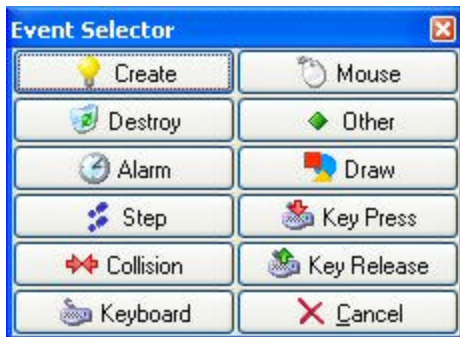 Event Selector
Create
Mouse
Destroy
Other
Alarm
Draw
Step
Key Press
Collision
Key Release
Keyboard
Cancel